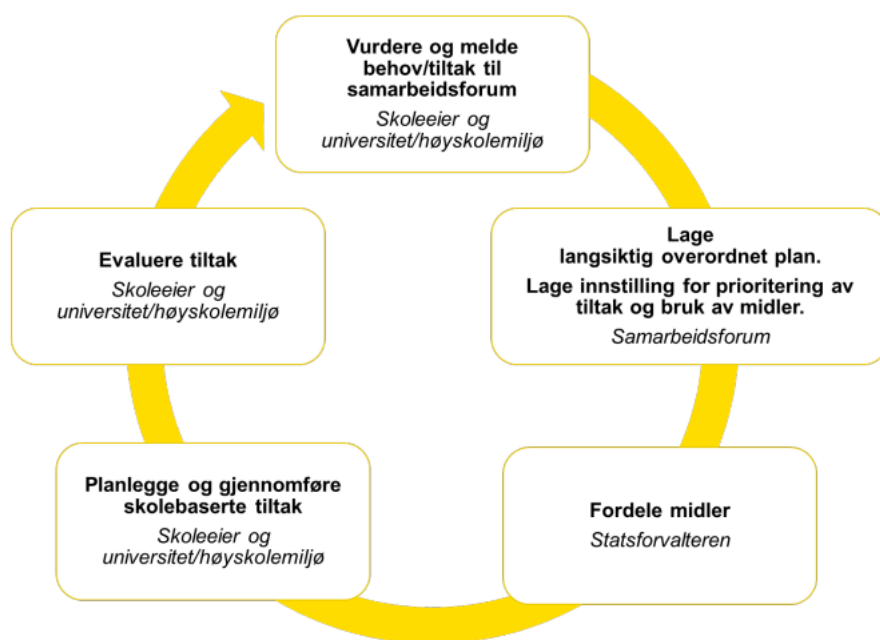 Vurdere og melde
behov/tiltak til
samarbeidsforum
Skoleeier og
universitet/høyskolemiljø
Lage
langsiktig overordnet plan.
Lage innstilling for prioritering av
tiltak og bruk av midler.
Samarbeidsforum
Fordele midler
Statsforvalteren
Planlegge og gjennomføre
skolebaserte tiltak
Skoleeier og
universitet/høyskolemiljø
Evaluere tiltak
Skoleeier og
universitet/høyskolemiljø